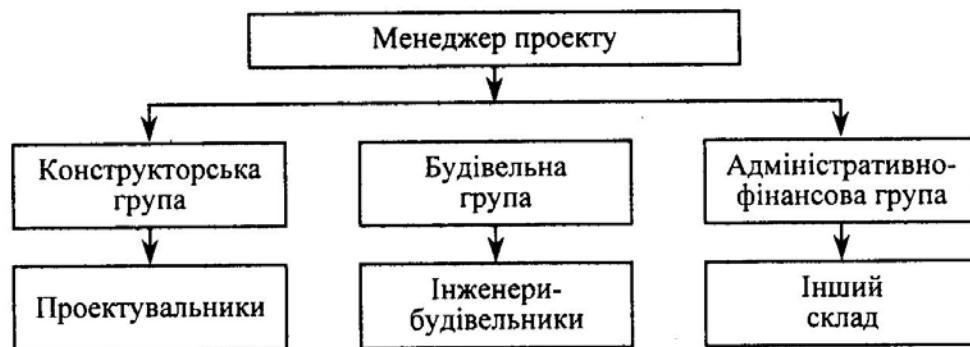 Менеджер проекту
Конструкторська
група
Будівельна
група
Адміністративно-
фінансова група
Проектувальники
Інженери-
будівельники
Інший
склад